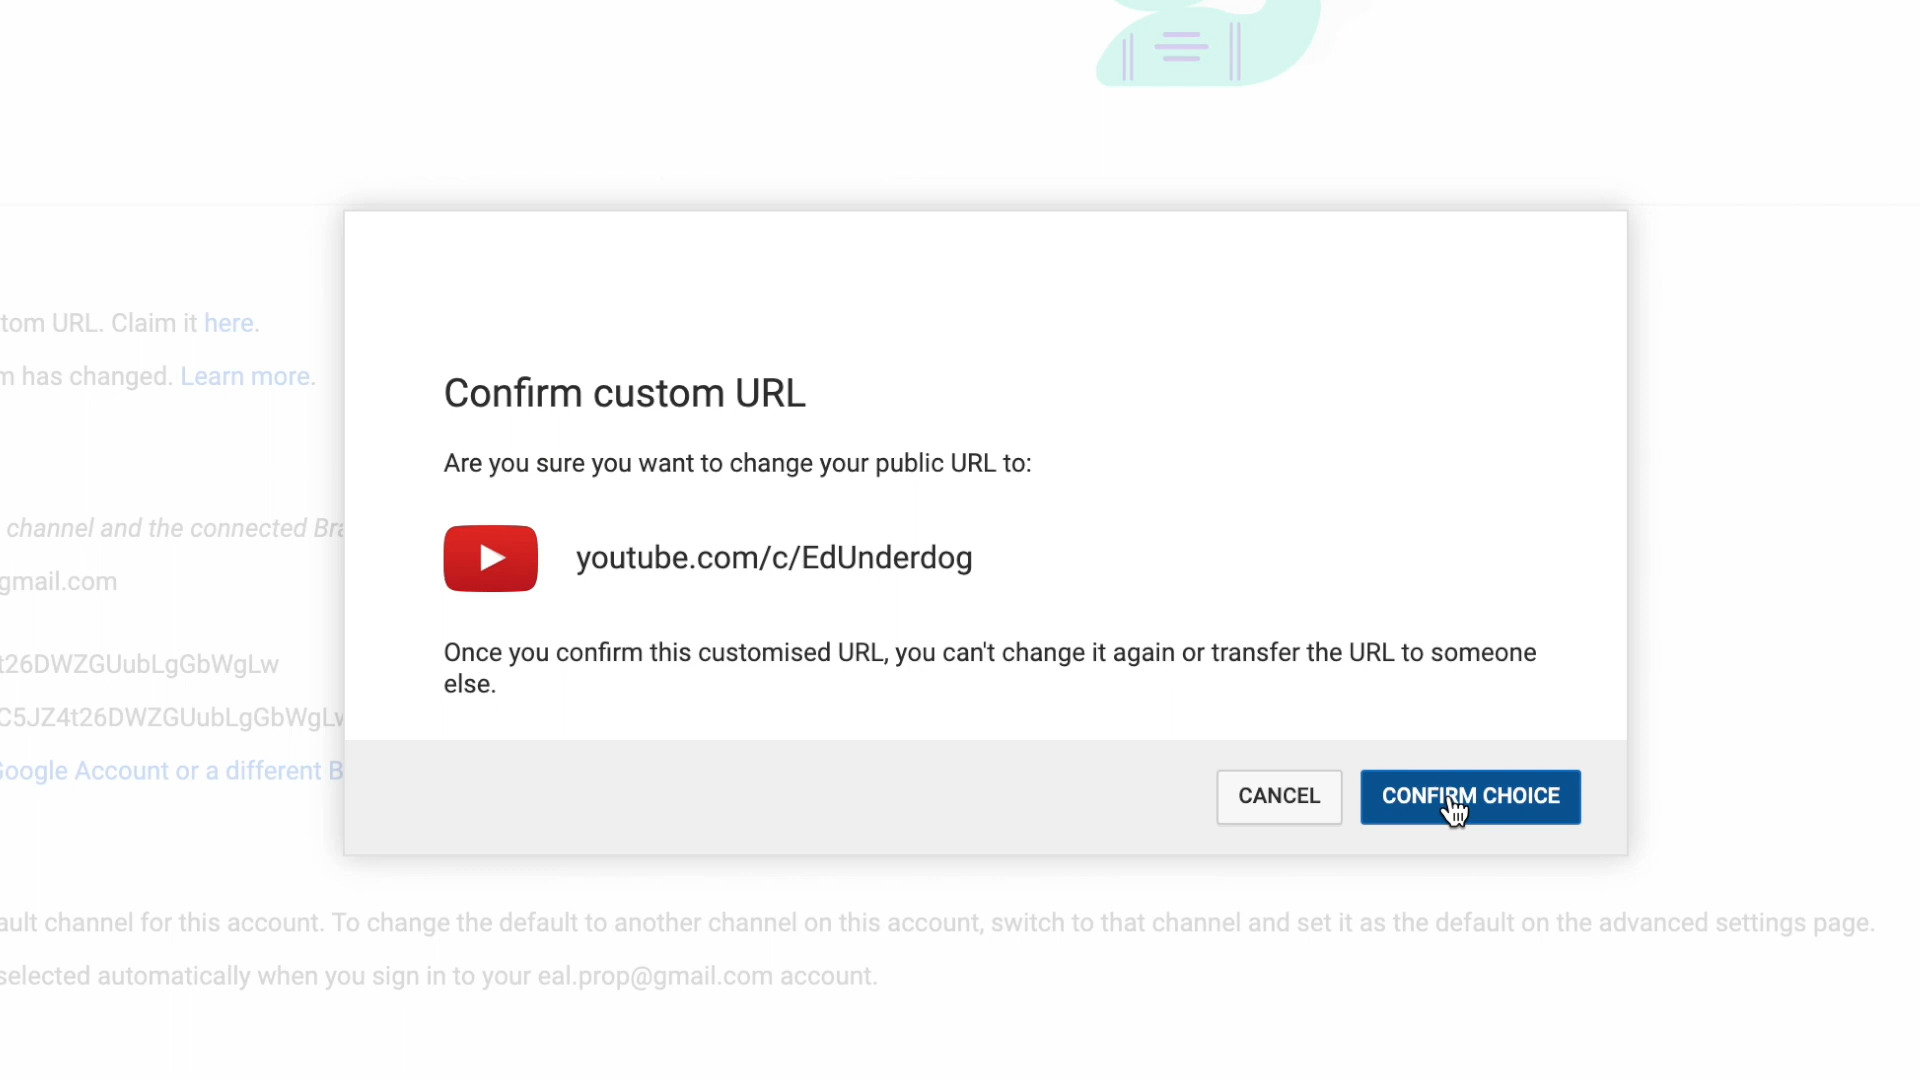 tom URL. Claim it here.
has changed. Learn more.
Confirm custom URL
Are you sure you want to change your public URL to:
channel and the connected
youtube.com/c/EdUnderdog
gmail.com
Once you confirm this customised URL, you can't change it again or transfer the URL to someone
else.
t26DWZGUubLgGbWgLw
C5JZ4t26DWZGUubLgGbWgLw
Google Account or a different B
CANCEL
CONFIRM CHOICE
ault channel for this account. To change the default to another channel on this account, switch to that channel and set it as the default on the advanced settings page.
selected automatically when you sign in to your eal.prop@gmail.com account.